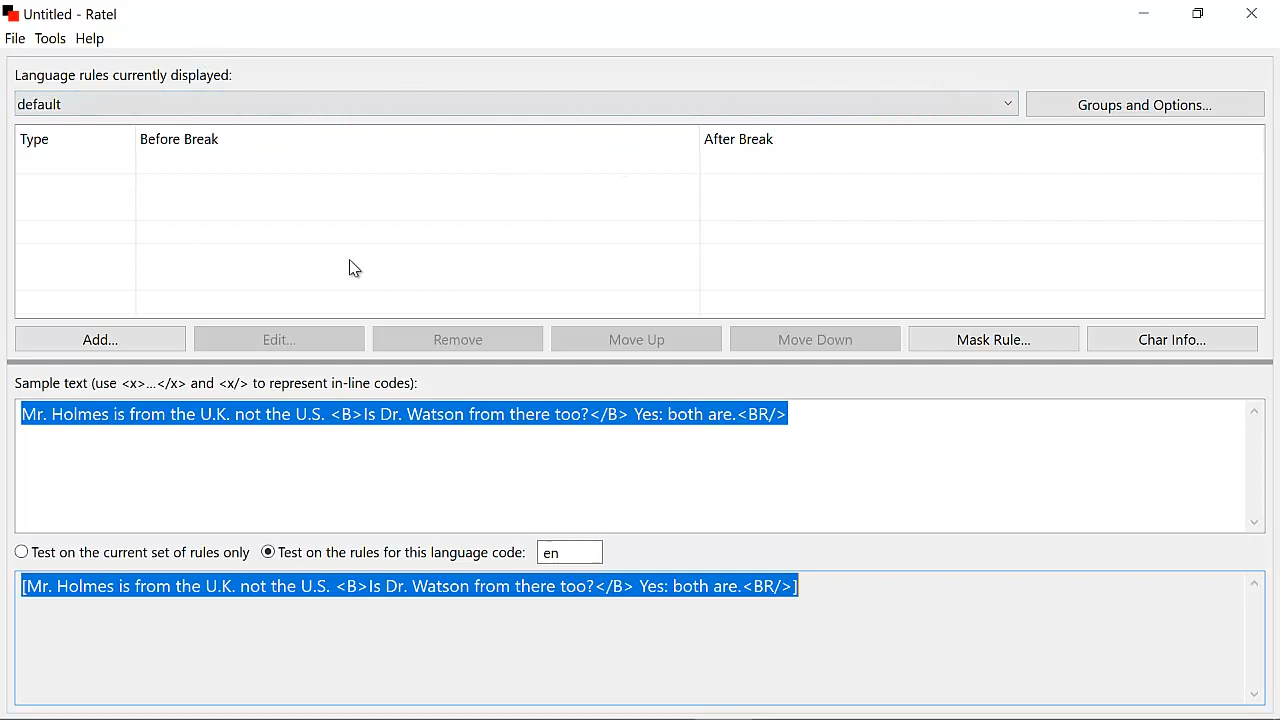 Untitled - Ratel
File Tools Help
Language rules currently displayed:
default
Groups and Options...
Type Before Break After Break
Add... Edit... Remove Move Up Move Down Mask Rule... Char Info...
Sample text (use <x>...</x> and <x/> to represent in-line codes):
Mr. Holmes is from the U.K. not the U.S. <B>Is Dr. Watson from there too?</B> Yes: both are.<BR/>
Test on the current set of rules only Test on the rules for this language code: en
[Mr. Holmes is from the U.K. not the U.S. <B>Is Dr. Watson from there too?</B> Yes: both are.<BR/>]